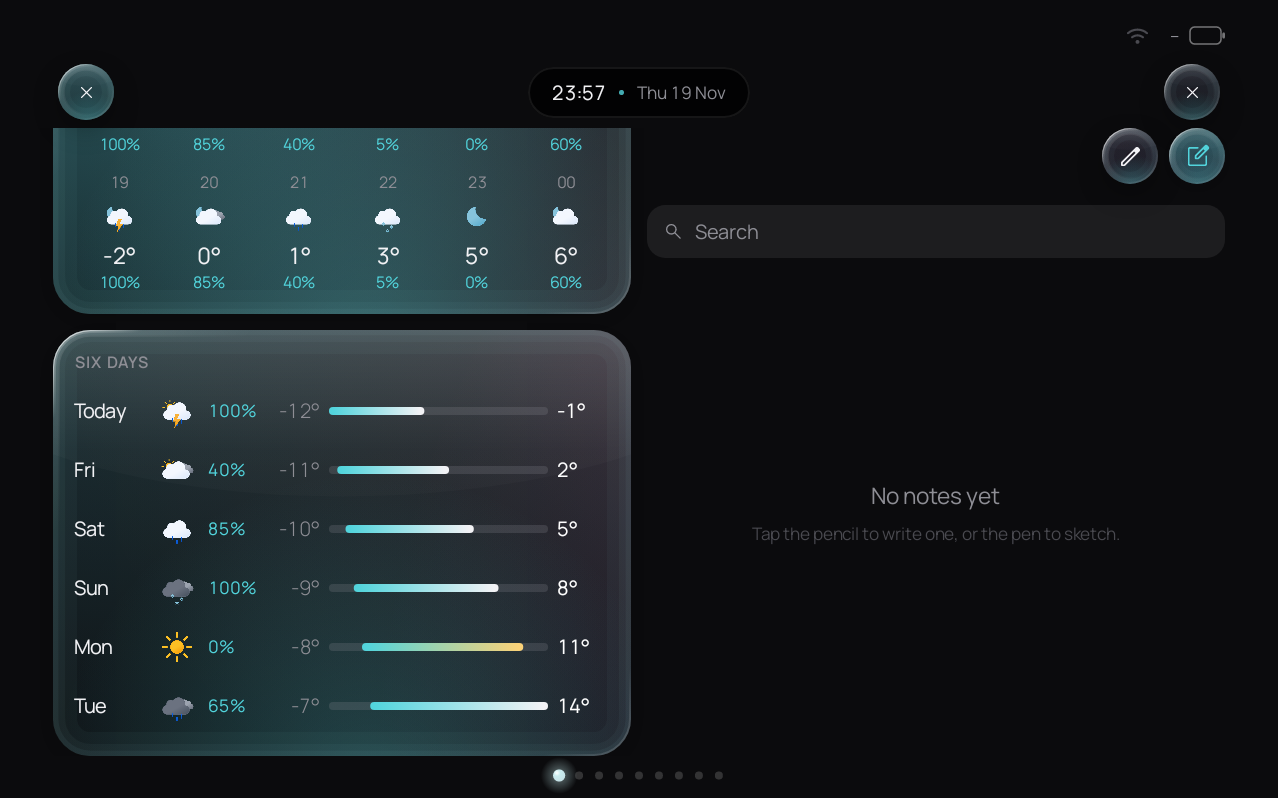 23:57 • Thu 19 Nov
100% 85% 40% 5% 0% 60%
19 20 21 22 23 00
-2° 0° 1° 3° 5° 6°
100% 85% 40% 5% 0% 60%
SIX DAYS
Today 100% -12° -1°
Fri 40% -11° 2°
Sat 85% -10° 5°
Sun 100% -9° 8°
Mon 0% -8° 11°
Tue 65% -7° 14°
Search
No notes yet
Tap the pencil to write one, or the pen to sketch.